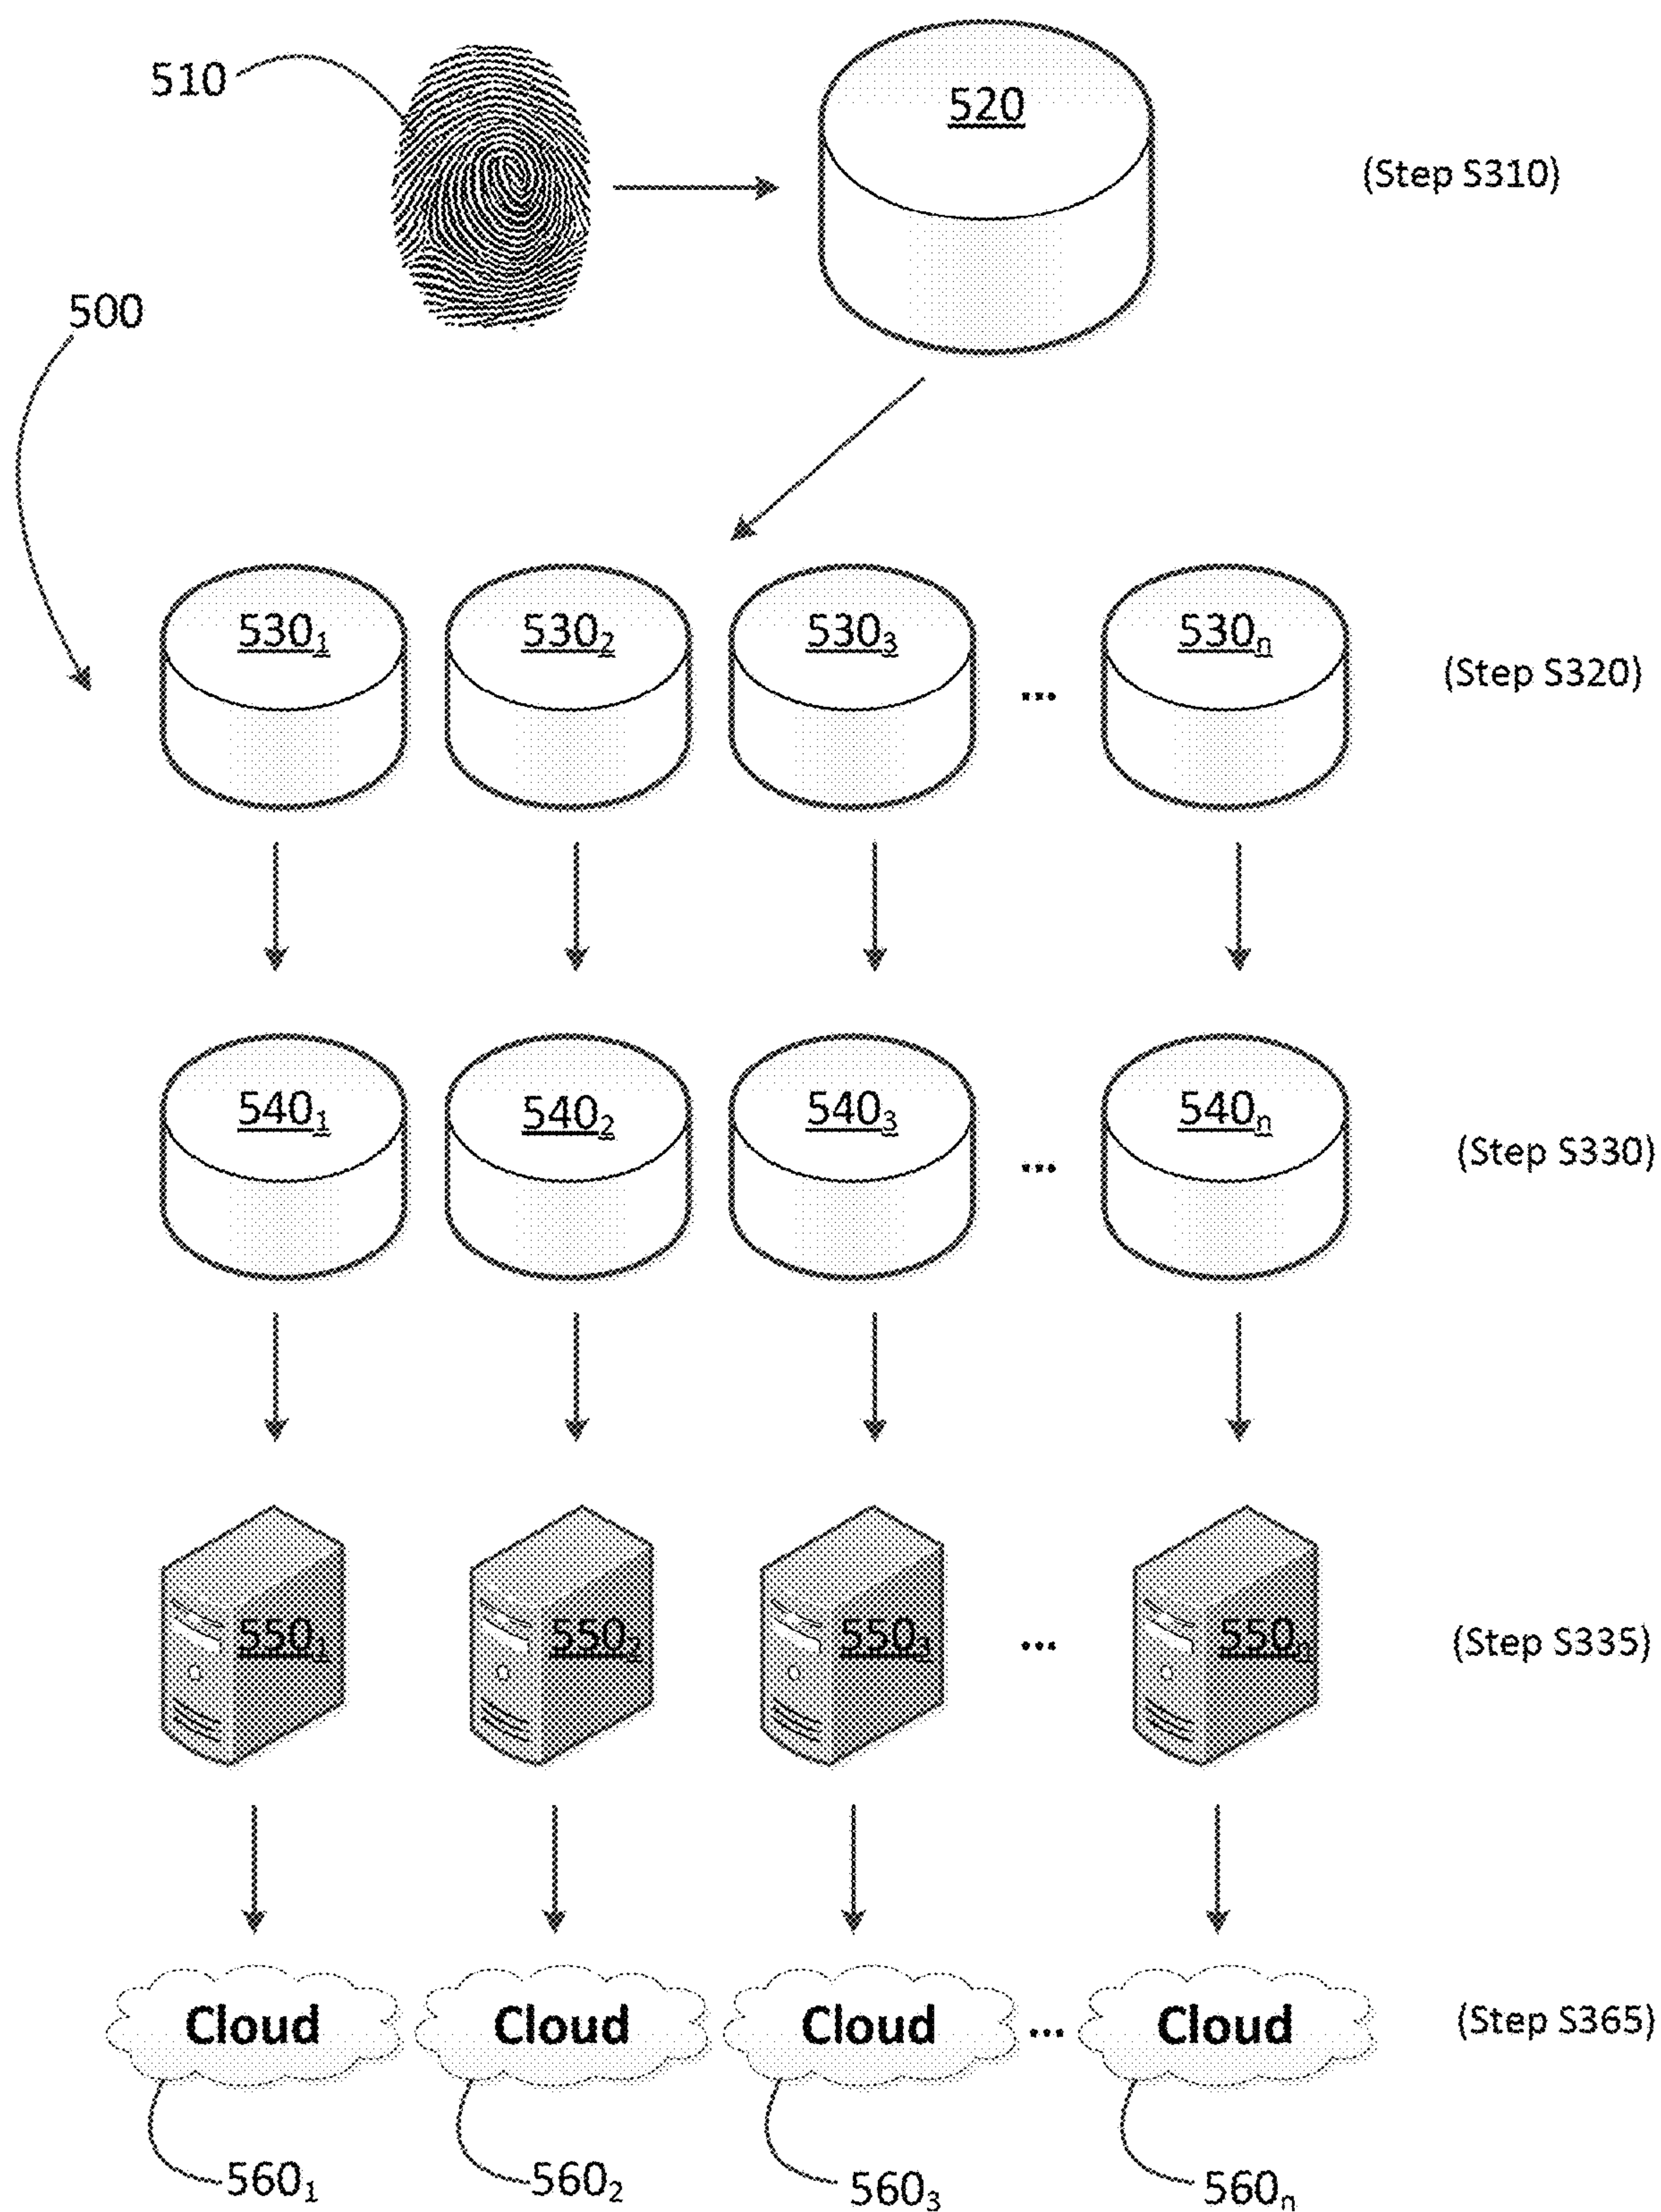 510
520
(Step S310)
500
530₁ 530₂ 530₃ ... 530ₙ
(Step S320)
540₁ 540₂ 540₃ ... 540ₙ
(Step S330)
550₁ 550₂ 550₃ ... 550ₙ
(Step S335)
Cloud Cloud Cloud ... Cloud
(Step S365)
560₁ 560₂ 560₃ 560ₙ